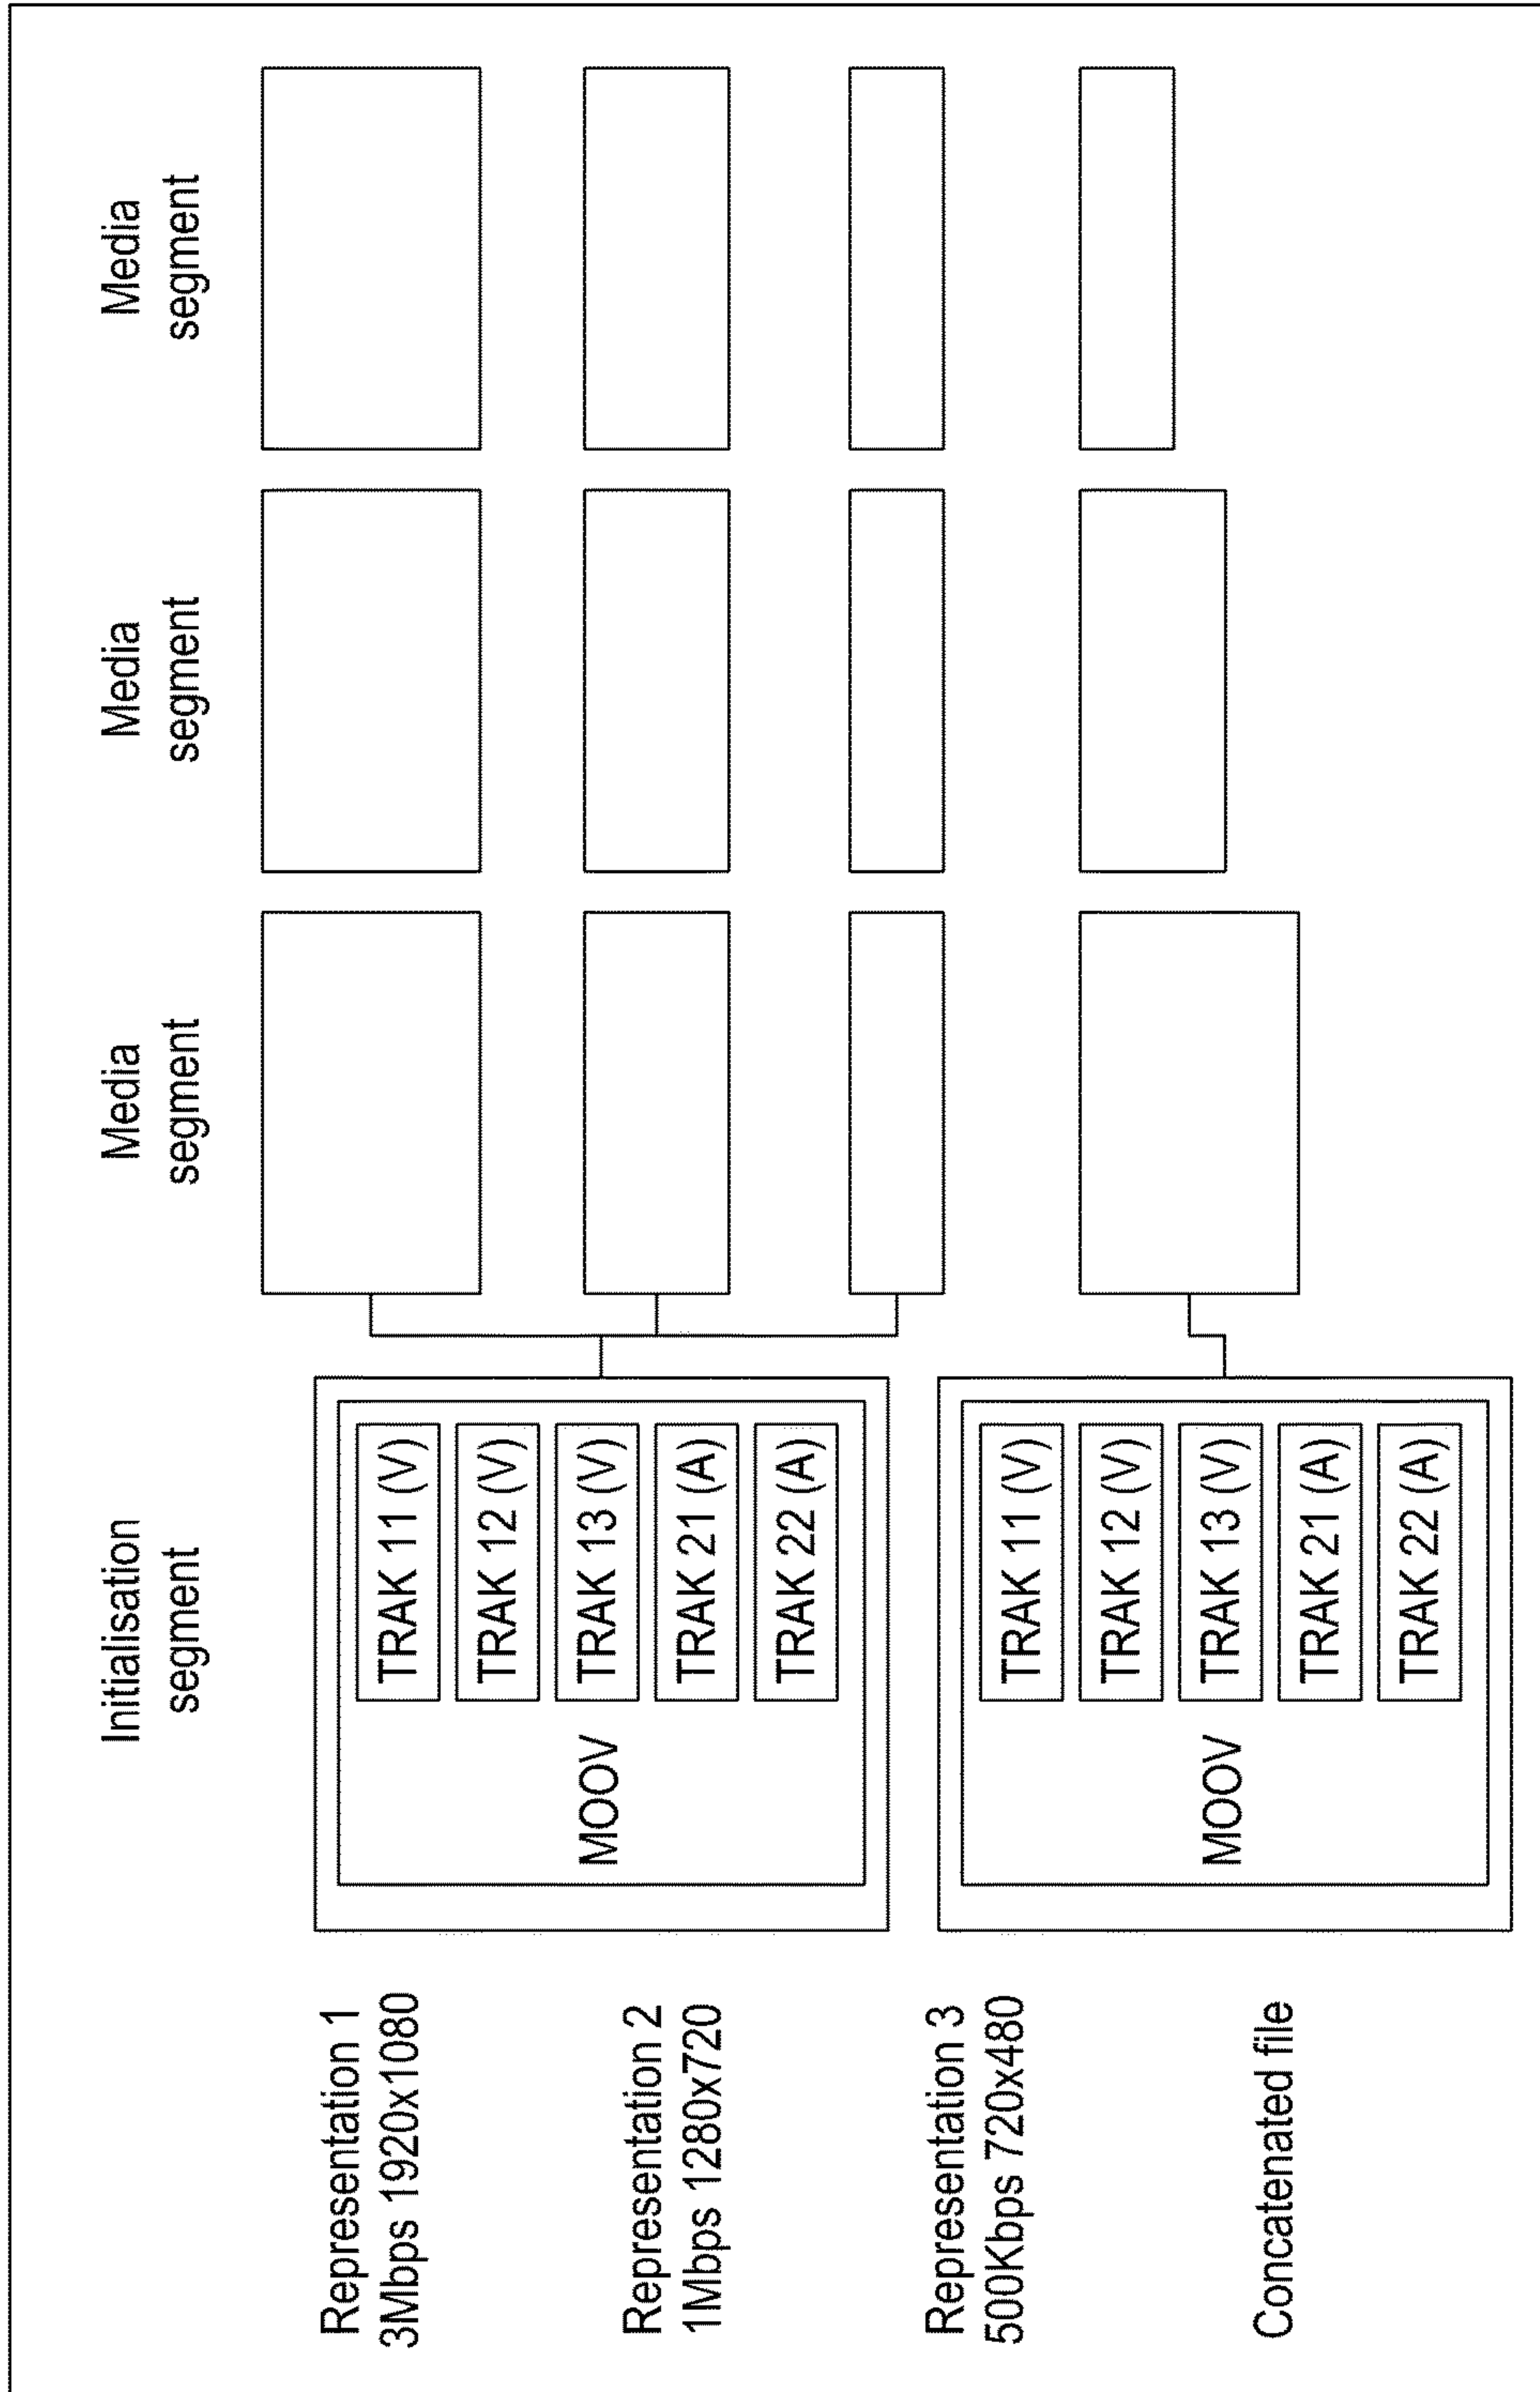 Initialisation
segment
Media
segment
Media
segment
Media
segment
Representation 1
3Mbps 1920x1080
Representation 2
1Mbps 1280x720
Representation 3
500Kbps 720x480
MOOV
TRAK 11 (V)
TRAK 12 (V)
TRAK 13 (V)
TRAK 21 (A)
TRAK 22 (A)
Concatenated file
MOOV
TRAK 11 (V)
TRAK 12 (V)
TRAK 13 (V)
TRAK 21 (A)
TRAK 22 (A)